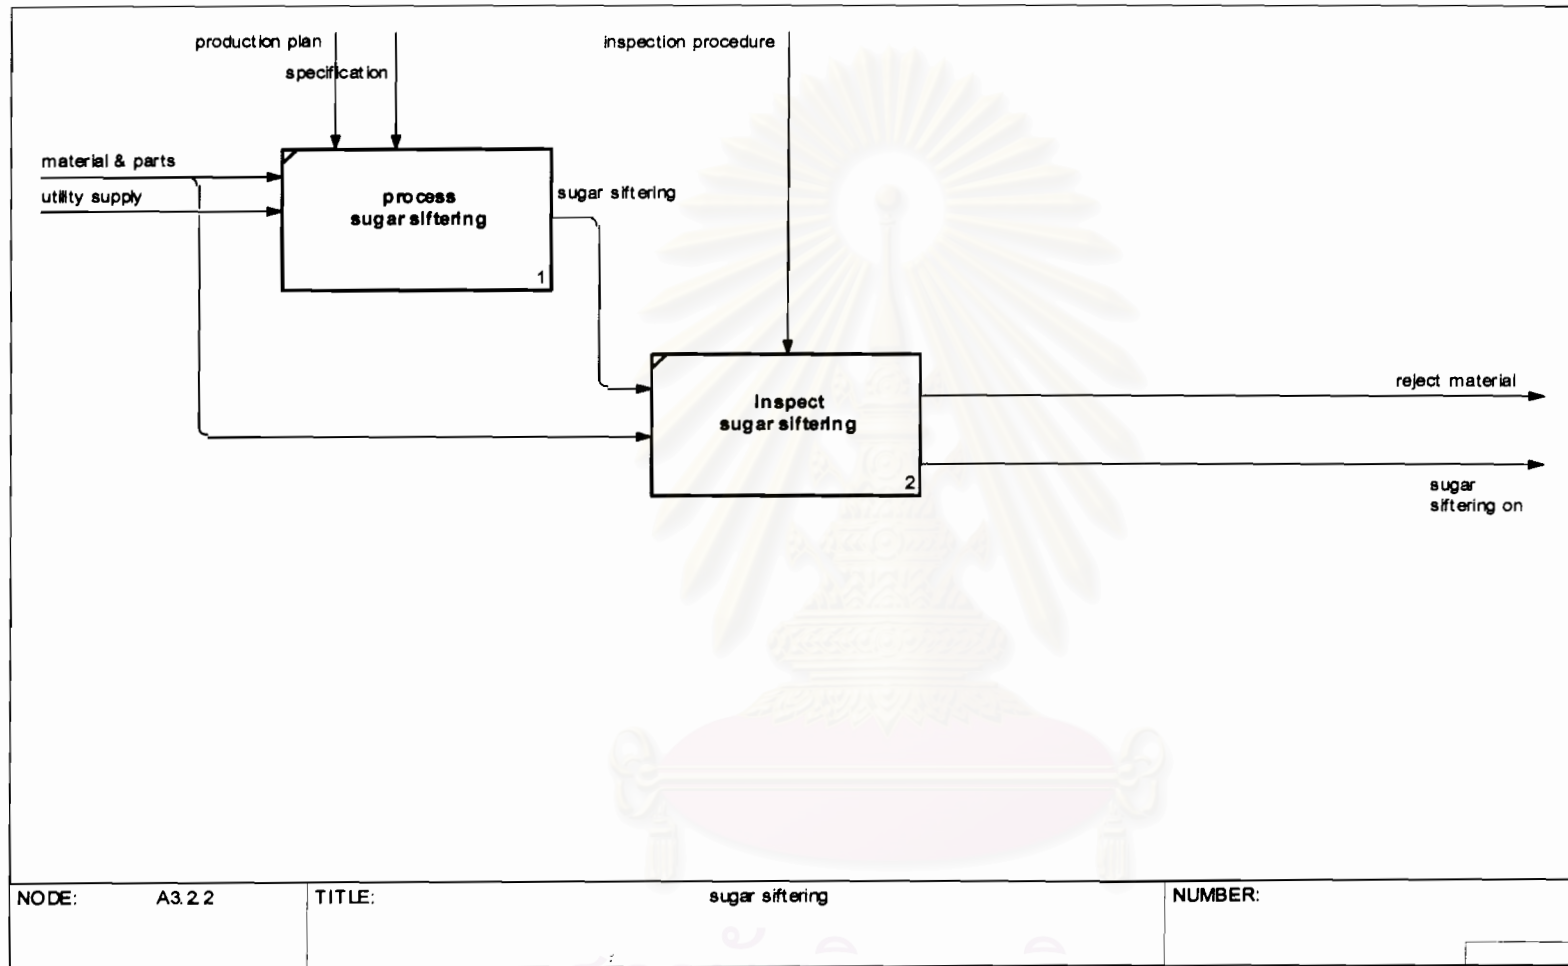 production plan
specification
inspection procedure
material & parts
utility supply
process
sugar siftering
1
sugar siftering
Inspect
sugar siftering
2
reject material
sugar
siftering on
NODE: A3.2.2 TITLE: sugar siftering NUMBER: